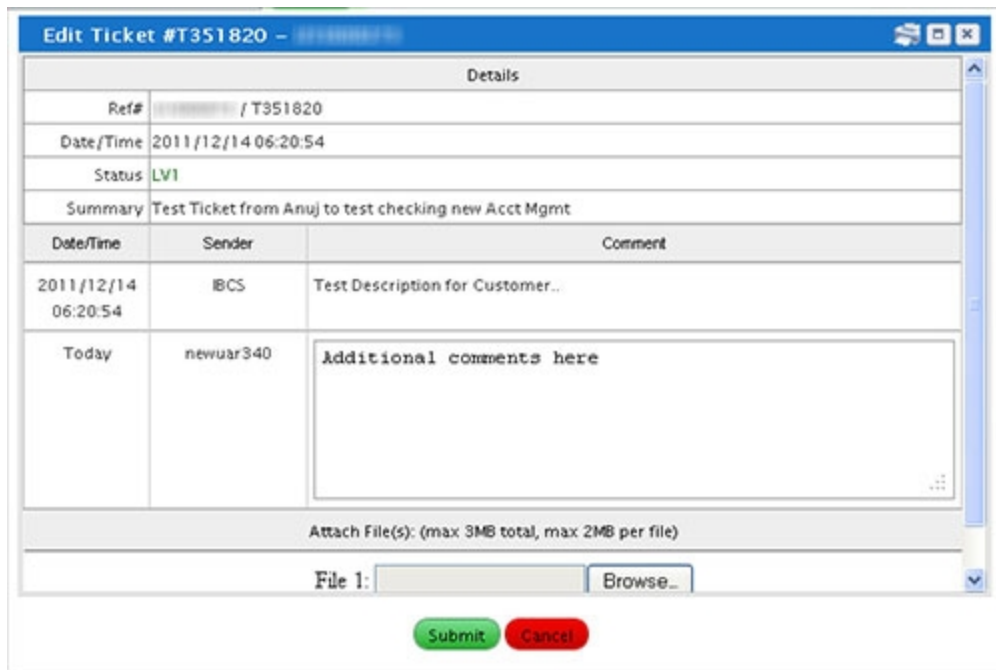 Edit Ticket #T351820 –
Details
Ref# / T351820
Date/Time 2011/12/14 06:20:54
Status LV1
Summary Test Ticket from Anuj to test checking new Acct Mgmt
Date/Time Sender Comment
2011/12/14 06:20:54 IBCS Test Description for Customer..
Today newuar340 Additional comments here
Attach File(s): (max 3MB total, max 2MB per file)
File 1: Browse...
Submit Cancel